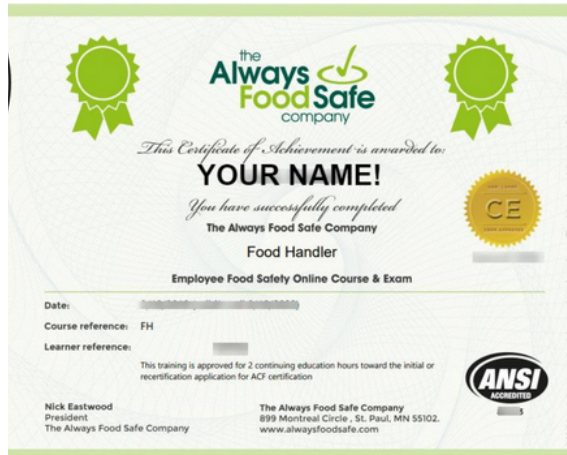 the
Always
Food Safe
company
This Certificate of Achievement is awarded to:
YOUR NAME!
You have successfully completed
The Always Food Safe Company
Food Handler
Employee Food Safety Online Course & Exam
CE
Date:
Course reference: FH
Learner reference:
This training is approved for 2 continuing education hours toward the initial or
recertification application for ACF certification
ANSI
ACCREDITED
Nick Eastwood
President
The Always Food Safe Company
The Always Food Safe Company
899 Montreal Circle , St. Paul, MN 55102.
www.alwaysfoodsafe.com